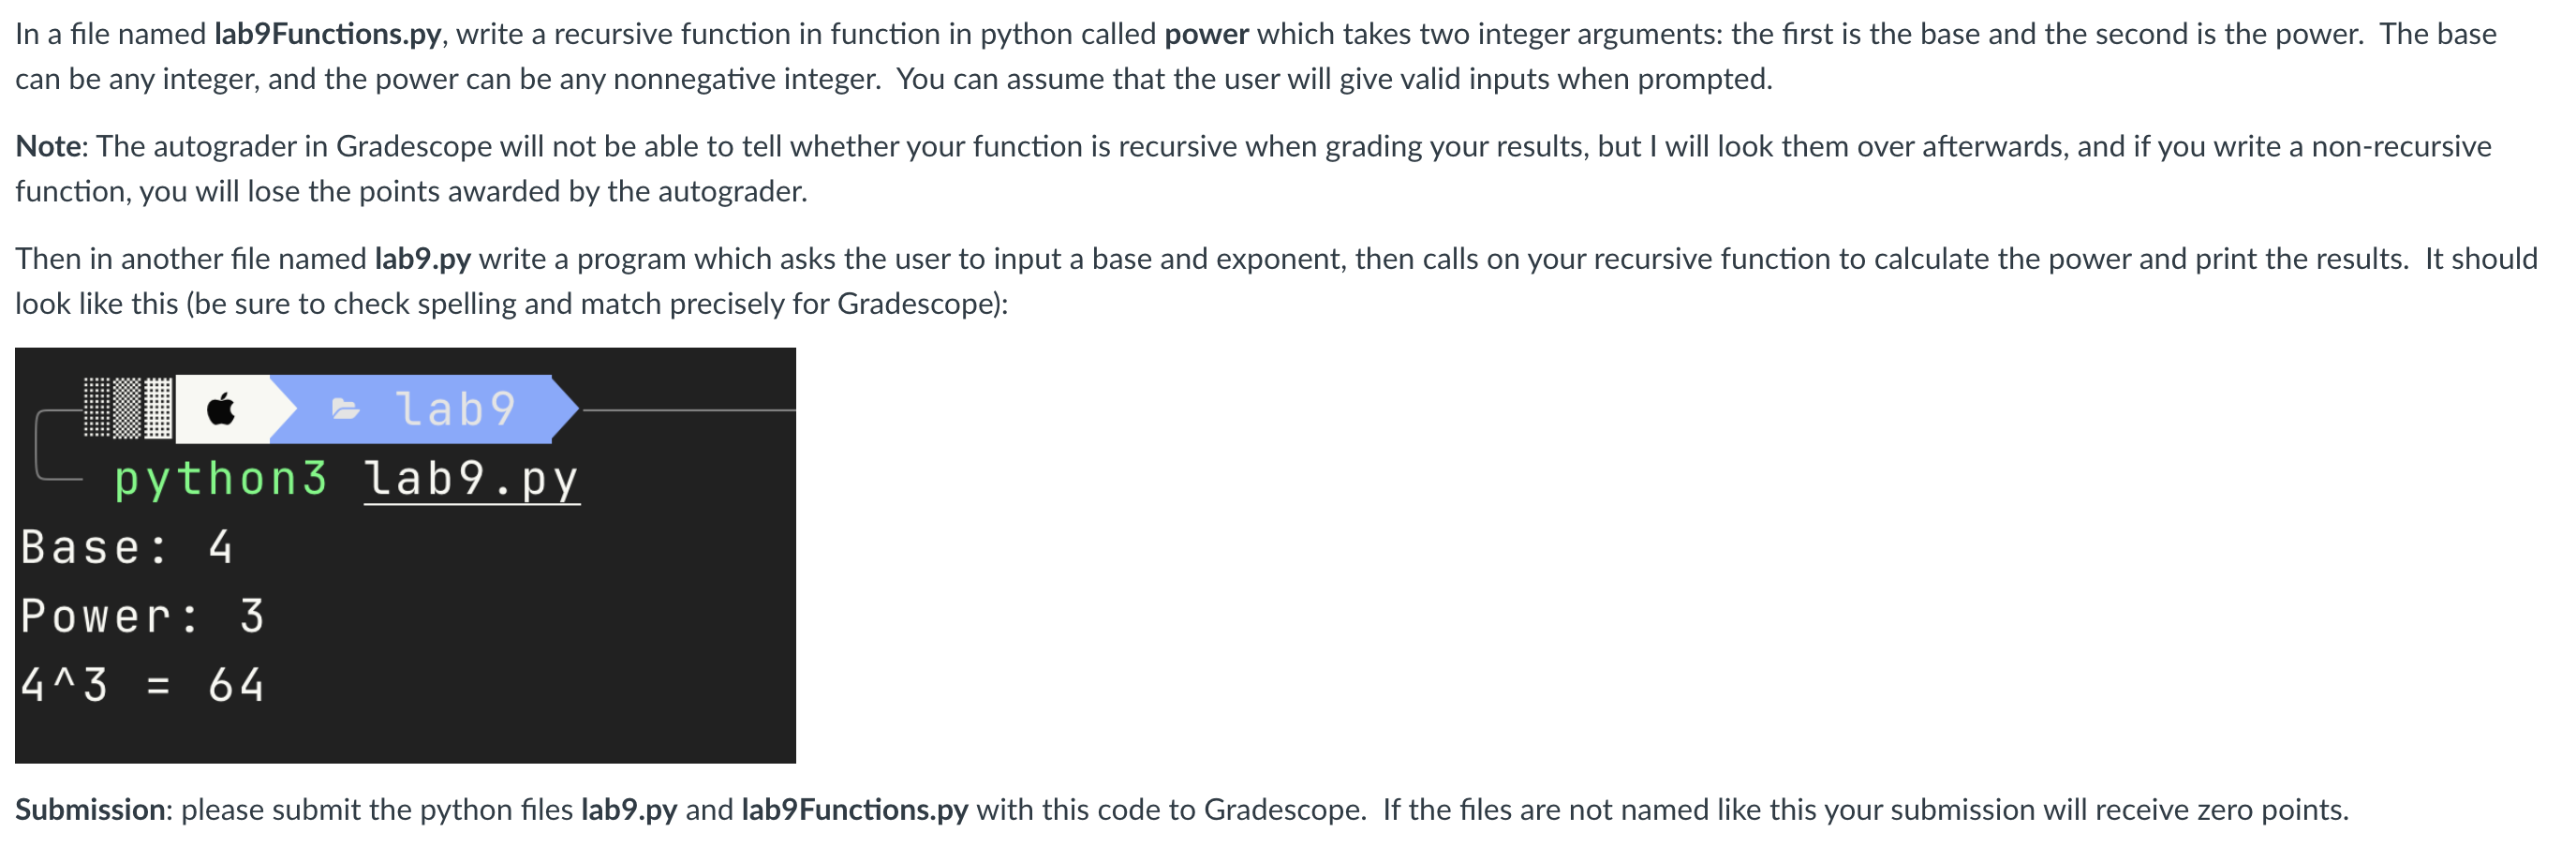 In a file named lab9Functions.py, write a recursive function in function in python called power which takes two integer arguments: the first is the base and the second is the power.  The base
can be any integer, and the power can be any nonnegative integer.  You can assume that the user will give valid inputs when prompted.
Note: The autograder in Gradescope will not be able to tell whether your function is recursive when grading your results, but I will look them over afterwards, and if you write a non-recursive
function, you will lose the points awarded by the autograder.
Then in another file named lab9.py write a program which asks the user to input a base and exponent, then calls on your recursive function to calculate the power and print the results.  It should
look like this (be sure to check spelling and match precisely for Gradescope):
lab9
python3 lab9.py
Base: 4
Power: 3
4^3 = 64
Submission: please submit the python files lab9.py and lab9Functions.py with this code to Gradescope.  If the files are not named like this your submission will receive zero points.